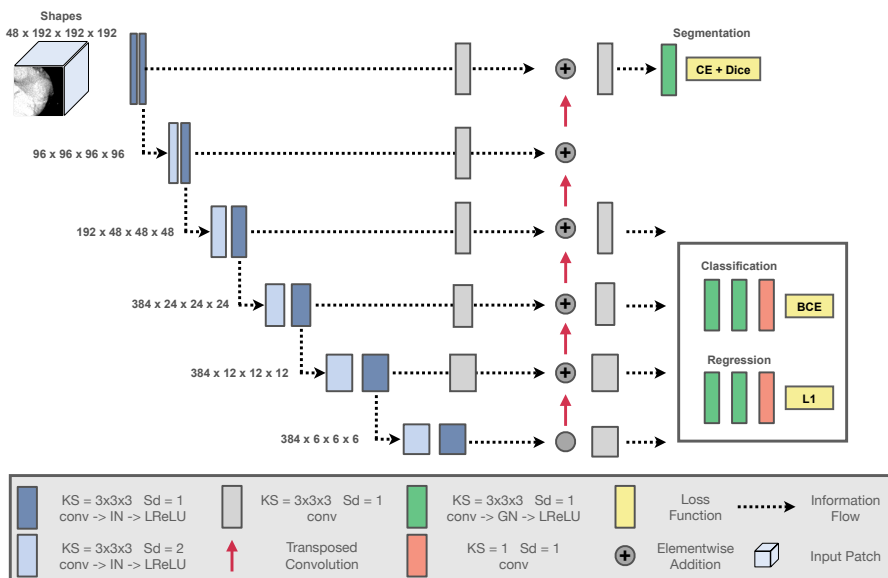 Shapes
48 x 192 x 192 x 192
Segmentation
CE + Dice
96 x 96 x 96 x 96
192 x 48 x 48 x 48
Classification
384 x 24 x 24 x 24
BCE
Regression
384 x 12 x 12 x 12
L1
384 x 6 x 6 x 6
KS = 3x3x3 Sd = 1
conv -> IN -> LReLU
KS = 3x3x3 Sd = 1
conv
KS = 3x3x3 Sd = 1
conv -> GN -> LReLU
Loss
Function
Information
Flow
KS = 3x3x3 Sd = 2
conv -> IN -> LReLU
Transposed
Convolution
KS = 1 Sd = 1
conv
Elementwise
Addition
Input Patch